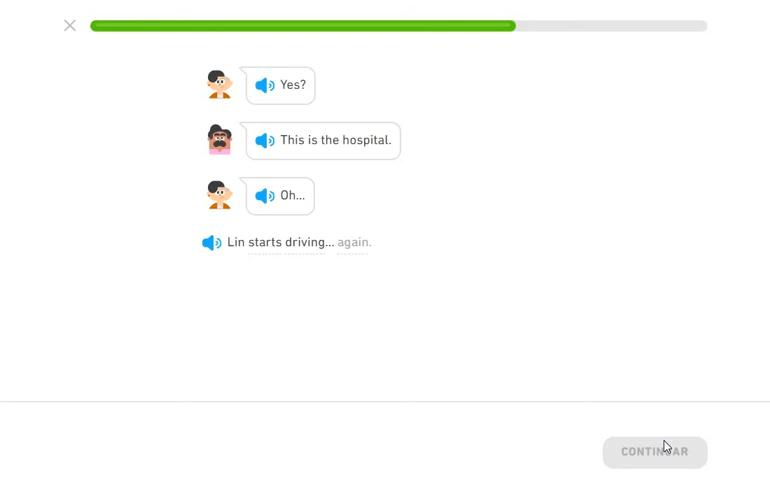 Yes?
This is the hospital.
Oh...
Lin starts driving... again.
CONTINUAR